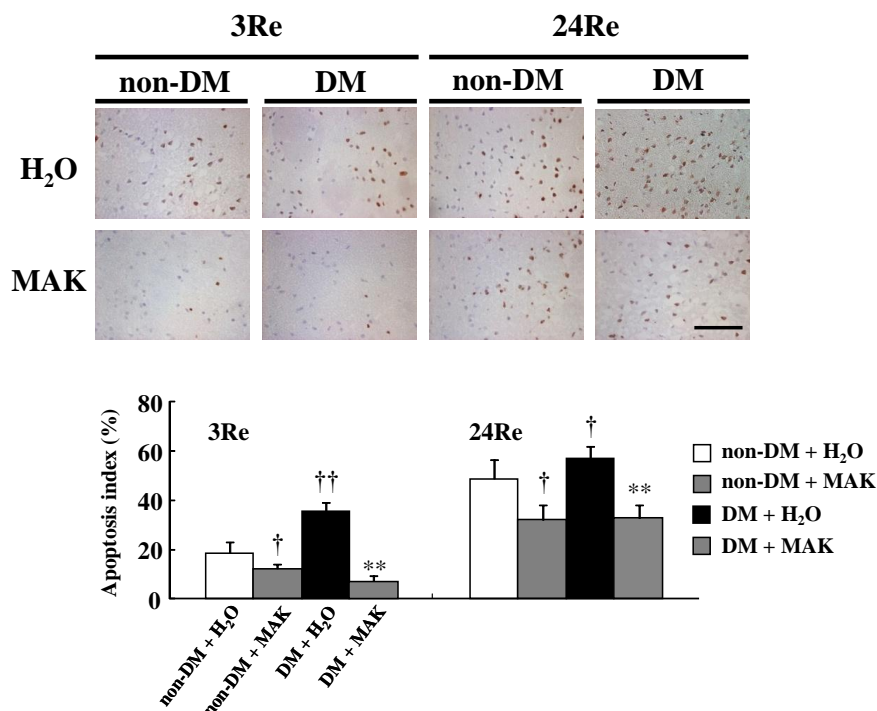 3Re 24Re
non-DM DM non-DM DM
H₂O
MAK
80
60
40
20
0
Apoptosis index (%)
3Re
24Re
†
††
**
†
†
**
non-DM + H₂O
non-DM + MAK
DM + H₂O
DM + MAK
non-DM + H₂O
non-DM + MAK
DM + H₂O
DM + MAK